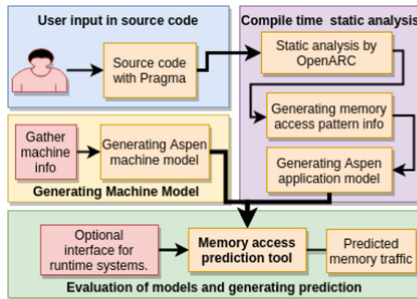 User input in source code
Source code
with Pragma
Compile time static analysis
Static analysis by
OpenARC
Generating memory
access pattern info
Generating Aspen
application model
Gather
machine
info
Generating Aspen
machine model
Generating Machine Model
Optional
interface for
runtime systems.
Memory access
prediction tool
Predicted
memory traffic
Evaluation of models and generating prediction